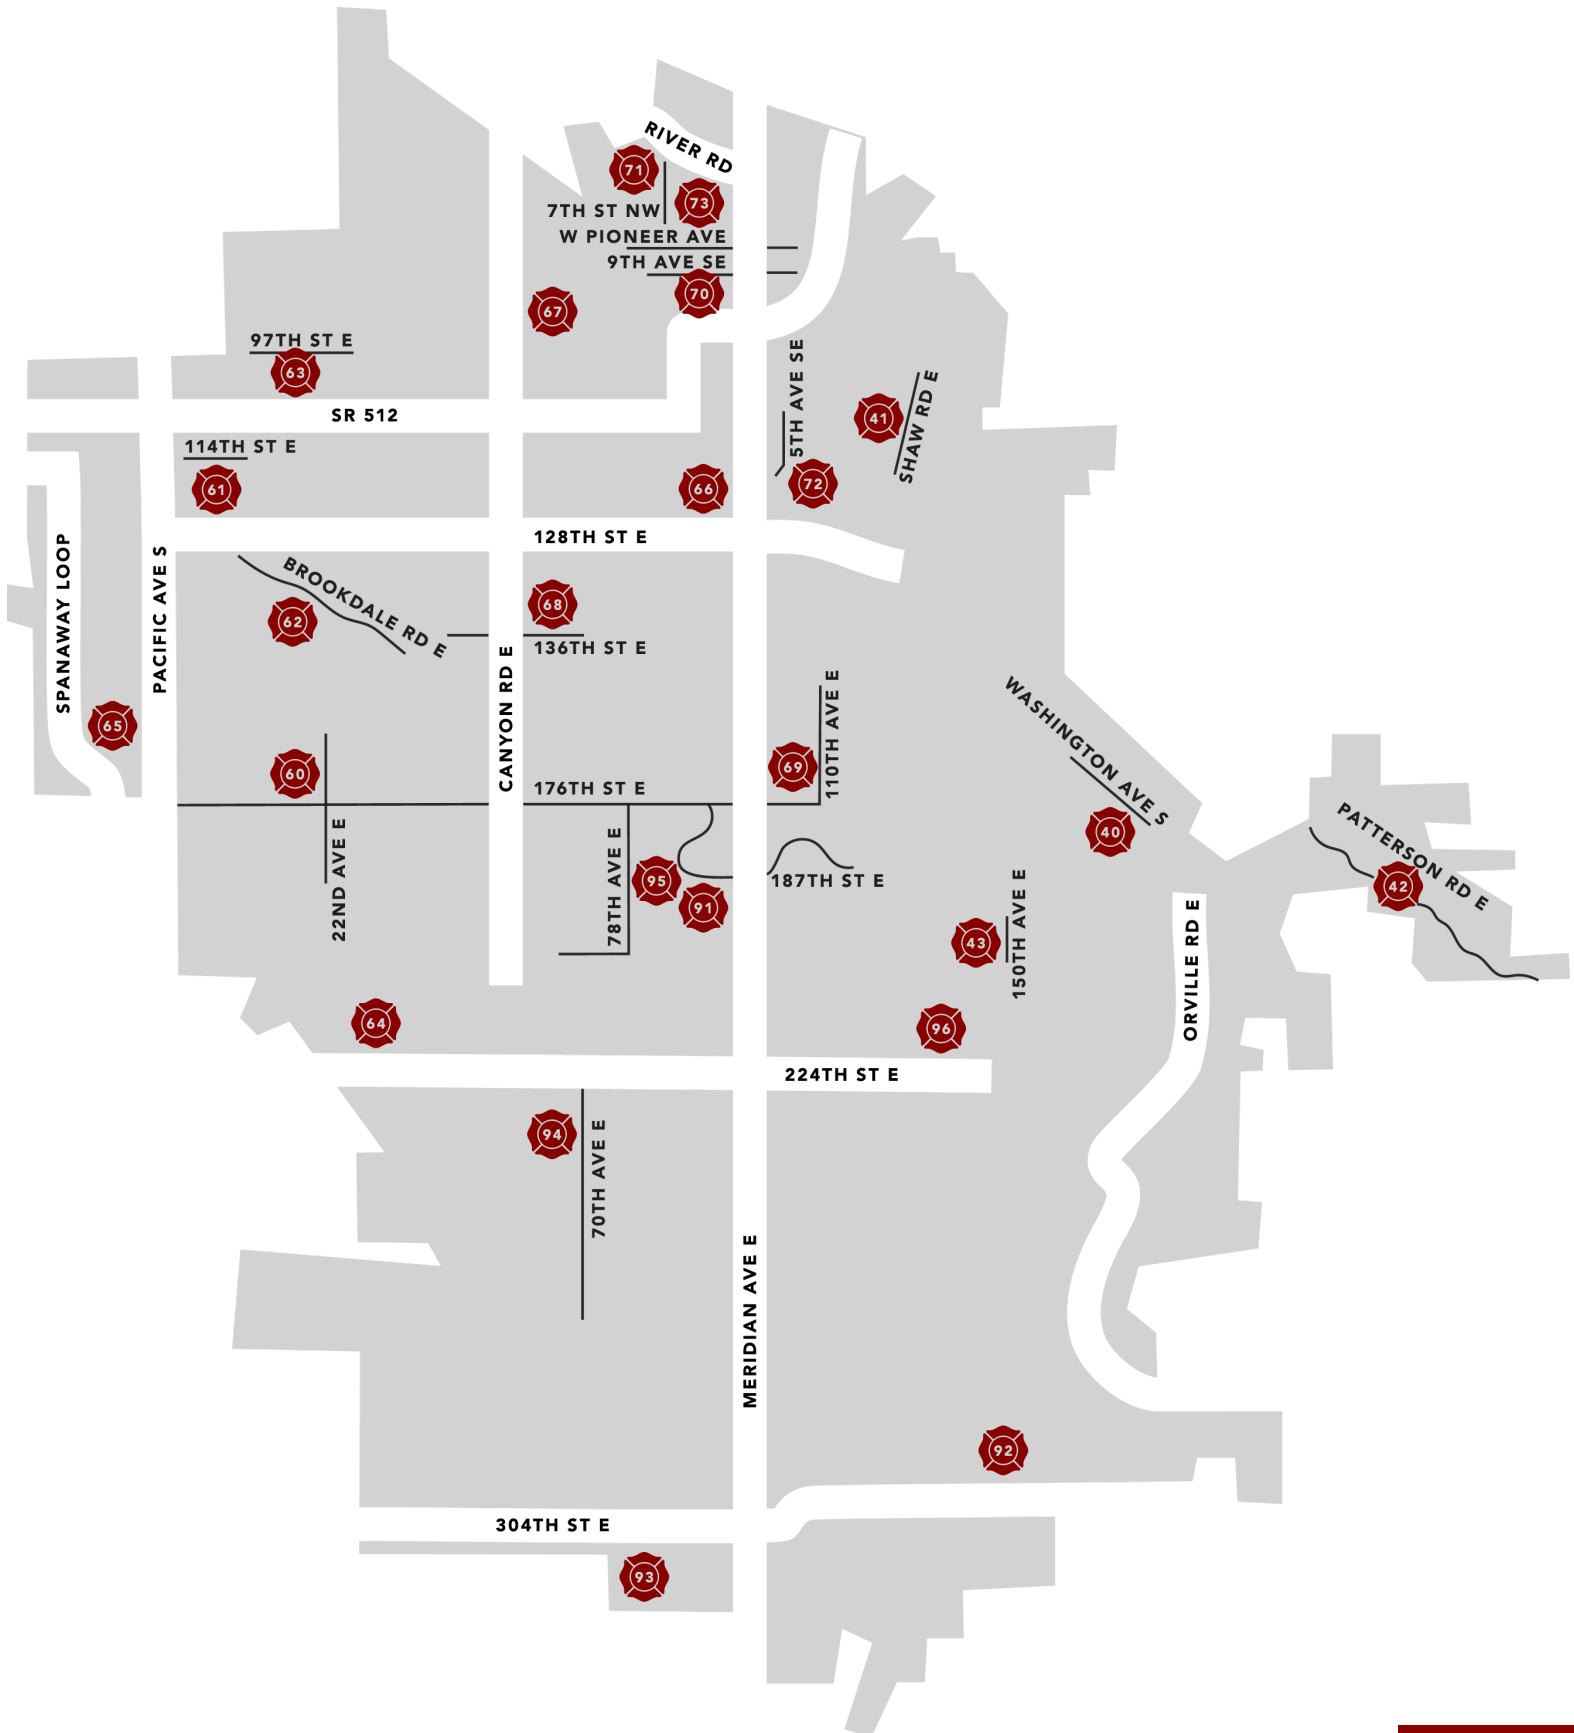 RIVER RD
71
73
7TH ST NW
W PIONEER AVE
9TH AVE SE
70
67
97TH ST E
63
SR 512
5TH AVE SE
41
SHAW RD E
114TH ST E
61
66
72
128TH ST E
SPANAWAY LOOP
PACIFIC AVE S
BROOKDALE RD E
62
68
136TH ST E
CANYON RD E
65
60
176TH ST E
69
110TH AVE E
WASHINGTON AVE S
40
PATTERSON RD E
42
22ND AVE E
78TH AVE E
95
91
187TH ST E
43
150TH AVE E
ORVILLE RD E
64
96
224TH ST E
94
70TH AVE E
MERIDIAN AVE E
92
304TH ST E
93